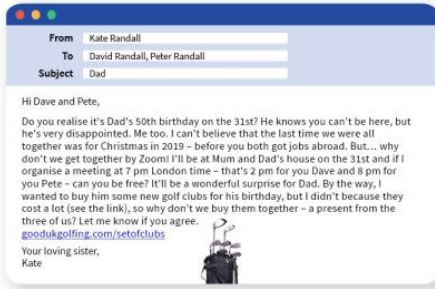 From Kate Randall
To David Randall, Peter Randall
Subject Dad
Hi Dave and Pete,
Do you realise it's Dad's 50th birthday on the 31st? He knows you can't be here, but
he's very disappointed. Me too. I can't believe that the last time we were all
together was for Christmas in 2019 – before you both got jobs abroad. But... why
don't we get together by Zoom! I'll be at Mum and Dad's house on the 31st and if I
organise a meeting at 7 pm London time – that's 2 pm for you Dave and 8 pm for
you Pete – can you be free? It'll be a wonderful surprise for Dad. By the way, I
wanted to buy him some new golf clubs for his birthday, but I didn't because they
cost a lot (see the link), so why don't we buy them together – a present from the
three of us? Let me know if you agree.
goodukgolfing.com/setofclubs
Your loving sister,
Kate